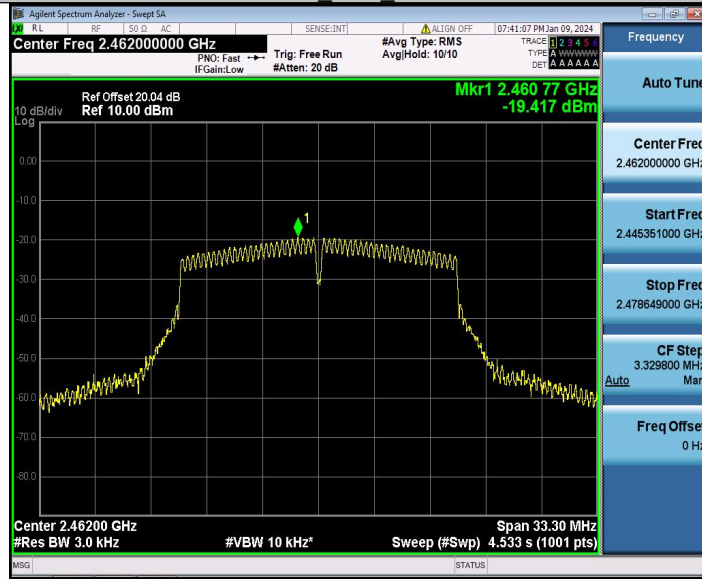 Agilent Spectrum Analyzer - Swept SA
RL RF 50 Ω AC SENSE:INT ALIGN OFF 07:41:07 PM Jan 09, 2024
Center Freq 2.462000000 GHz
PNO: Fast
IFGain:Low
Trig: Free Run
#Atten: 20 dB
#Avg Type: RMS
Avg|Hold: 10/10
TRACE 1 2 3 4 5 6
TYPE A WWWWW
DET A A A A A A
Frequency
Ref Offset 20.04 dB
10 dB/div Ref 10.00 dBm
Log
Mkr1 2.460 77 GHz
-19.417 dBm
1
0.00
-10.0
-20.0
-30.0
-40.0
-50.0
-60.0
-70.0
-80.0
Center 2.46200 GHz Span 33.30 MHz
#Res BW 3.0 kHz #VBW 10 kHz* Sweep (#Swp) 4.533 s (1001 pts)
MSG STATUS
Auto Tune
Center Freq
2.462000000 GHz
Start Freq
2.445351000 GHz
Stop Freq
2.478649000 GHz
CF Step
3.329800 MHz
Auto Man
Freq Offset
0 Hz